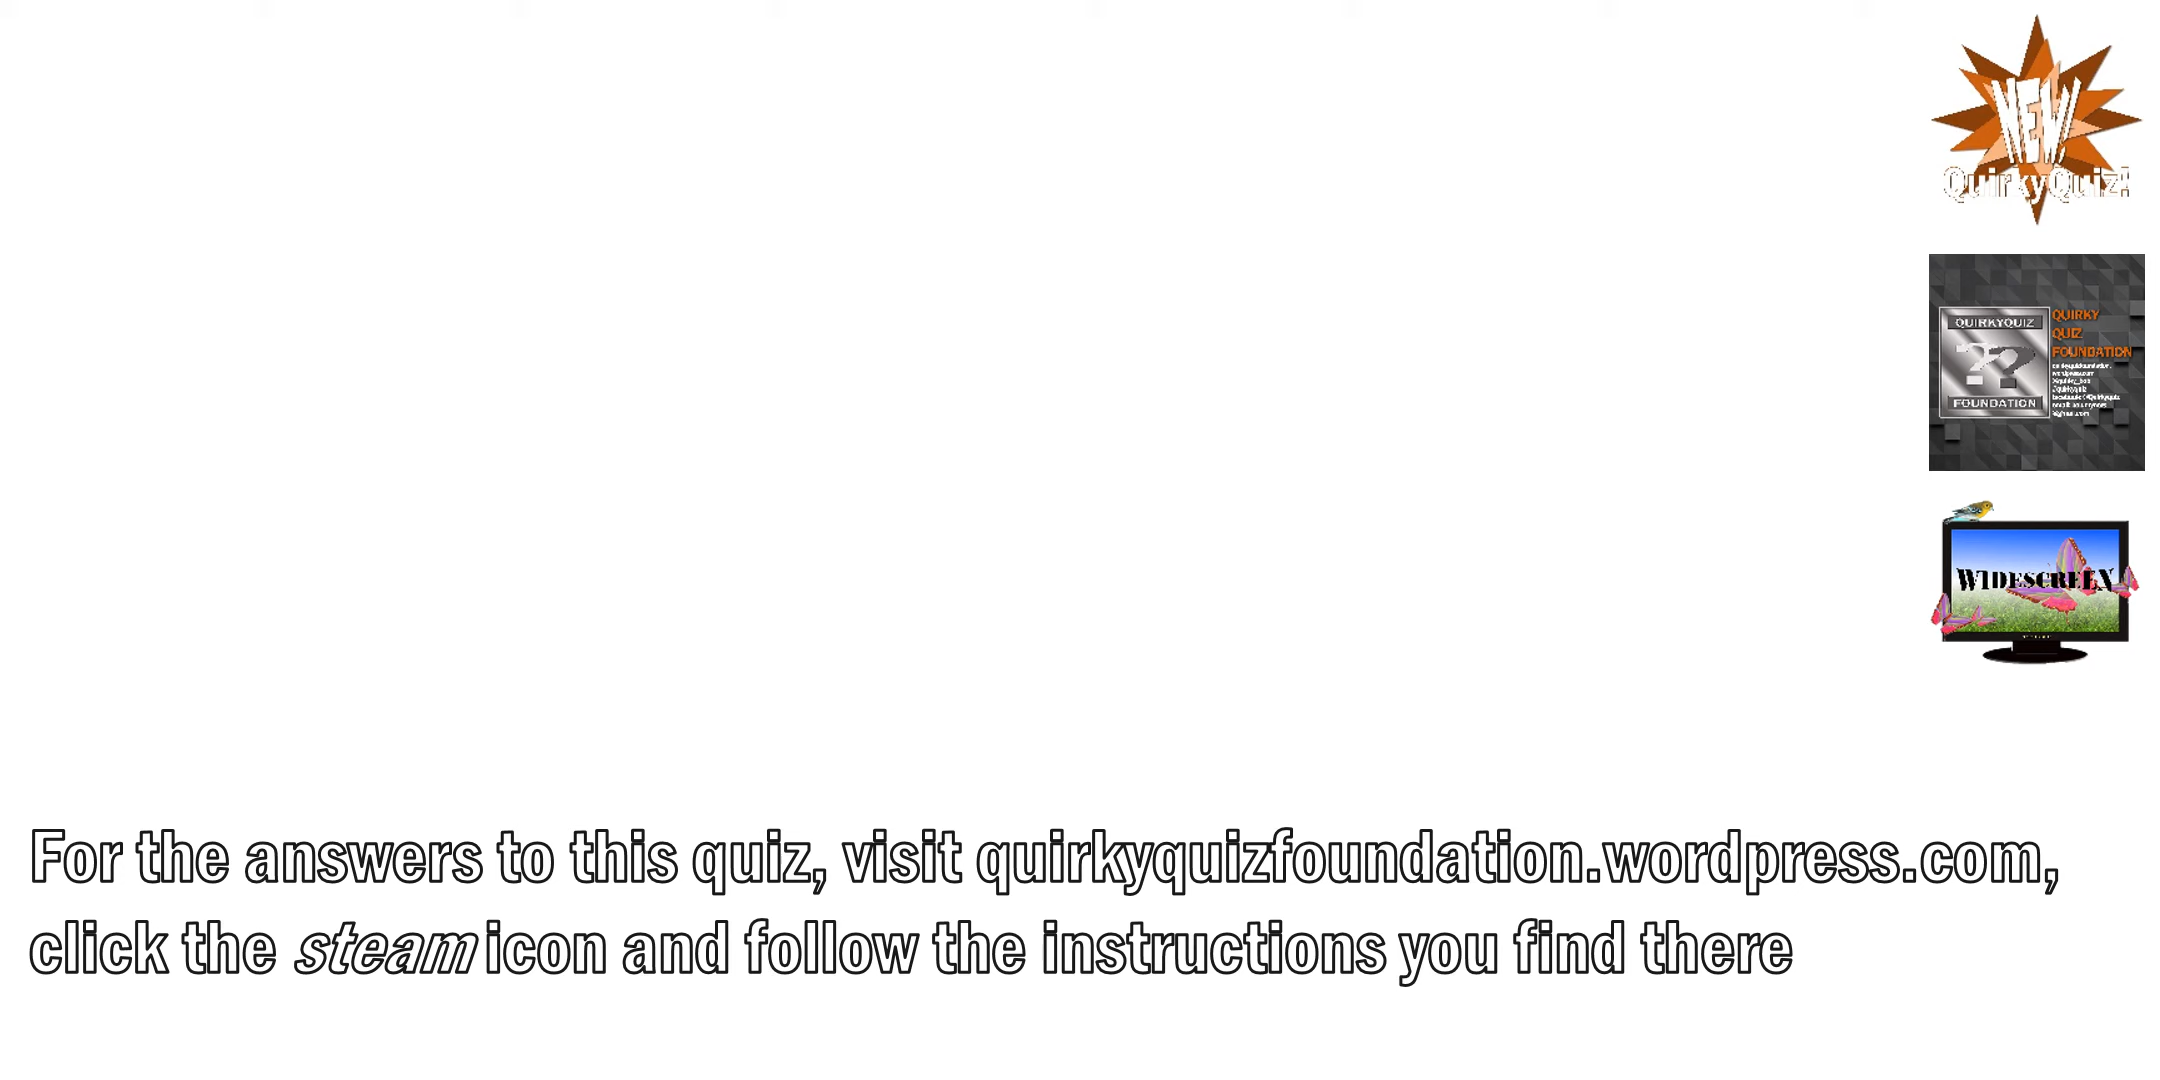 NEW
QuirkyQuiz!
QUIRKYQUIZ
??
FOUNDATION
QUIRKY
QUIZ
FOUNDATION
WIDESCREEN
For the answers to this quiz, visit quirkyquizfoundation.wordpress.com,
click the steam icon and follow the instructions you find there